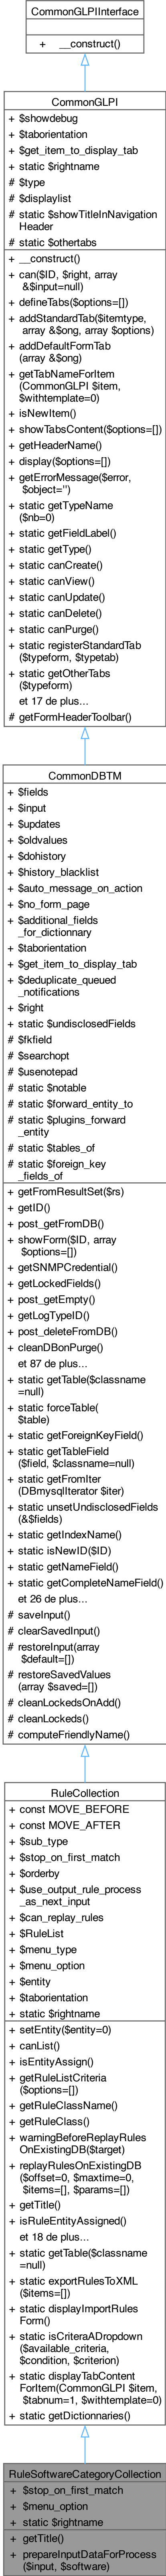 CommonGLPIInterface
+ __construct()
CommonGLPI
+ $showdebug
+ $taborientation
+ $get_item_to_display_tab
+ static $rightname
# $type
# $displaylist
# static $showTitleInNavigation
Header
# static $othertabs
+ __construct()
+ can($ID, $right, array
&$input=null)
+ defineTabs($options=[])
+ addStandardTab($itemtype,
array &$ong, array $options)
+ addDefaultFormTab
(array &$ong)
+ getTabNameForItem
(CommonGLPI $item,
$withtemplate=0)
+ isNewItem()
+ showTabsContent($options=[])
+ getHeaderName()
+ display($options=[])
+ getErrorMessage($error,
$object='')
+ static getTypeName
($nb=0)
+ static getFieldLabel()
+ static getType()
+ static canCreate()
+ static canView()
+ static canUpdate()
+ static canDelete()
+ static canPurge()
+ static registerStandardTab
($typeform, $typetab)
+ static getOtherTabs
($typeform)
et 17 de plus...
# getFormHeaderToolbar()
CommonDBTM
+ $fields
+ $input
+ $updates
+ $oldvalues
+ $dohistory
+ $history_blacklist
+ $auto_message_on_action
+ $no_form_page
+ $additional_fields
_for_dictionnary
+ $taborientation
+ $get_item_to_display_tab
+ $deduplicate_queued
_notifications
+ $right
+ static $undisclosedFields
# $fkfield
# $searchopt
# $usenotepad
# static $notable
# static $forward_entity_to
# static $plugins_forward
_entity
# static $tables_of
# static $foreign_key
_fields_of
+ getFromResultSet($rs)
+ getID()
+ post_getFromDB()
+ showForm($ID, array
$options=[])
+ getSNMPCredential()
+ getLockedFields()
+ post_getEmpty()
+ getLogTypeID()
+ post_deleteFromDB()
+ cleanDBonPurge()
et 87 de plus...
+ static getTable($classname
=null)
+ static forceTable(
$table)
+ static getForeignKeyField()
+ static getTableField
($field, $classname=null)
+ static getFromIter
(DBmysqlIterator $iter)
+ static unsetUndisclosedFields
(&$fields)
+ static getIndexName()
+ static isNewID($ID)
+ static getNameField()
+ static getCompleteNameField()
et 26 de plus...
# saveInput()
# clearSavedInput()
# restoreInput(array
$default=[])
# restoreSavedValues
(array $saved=[])
# cleanLockedsOnAdd()
# cleanLockeds()
# computeFriendlyName()
RuleCollection
+ const MOVE_BEFORE
+ const MOVE_AFTER
+ $sub_type
+ $stop_on_first_match
+ $orderby
+ $use_output_rule_process
_as_next_input
+ $can_replay_rules
+ $RuleList
+ $menu_type
+ $menu_option
+ $entity
+ $taborientation
+ static $rightname
+ setEntity($entity=0)
+ canList()
+ isEntityAssign()
+ getRuleListCriteria
($options=[])
+ getRuleClassName()
+ getRuleClass()
+ warningBeforeReplayRules
OnExistingDB($target)
+ replayRulesOnExistingDB
($offset=0, $maxtime=0,
$items=[], $params=[])
+ getTitle()
+ isRuleEntityAssigned()
et 18 de plus...
+ static getTable($classname
=null)
+ static exportRulesToXML
($items=[])
+ static displayImportRules
Form()
+ static isCriteraADropdown
($available_criteria,
$condition, $criterion)
+ static displayTabContent
ForItem(CommonGLPI $item,
$tabnum=1, $withtemplate=0)
+ static getDictionnaries()
RuleSoftwareCategoryCollection
+ $stop_on_first_match
+ $menu_option
+ static $rightname
+ getTitle()
+ prepareInputDataForProcess
($input, $software)